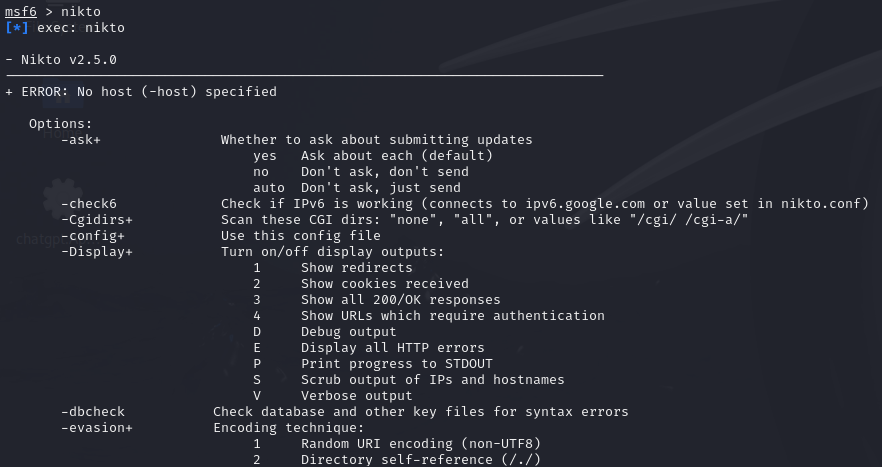 msf6 > nikto
[*] exec: nikto
- Nikto v2.5.0
+ ERROR: No host (-host) specified
Options:
-ask+ Whether to ask about submitting updates
yes Ask about each (default)
no Don't ask, don't send
auto Don't ask, just send
-check6 Check if IPv6 is working (connects to ipv6.google.com or value set in nikto.conf)
-Cgidirs+ Scan these CGI dirs: "none", "all", or values like "/cgi/ /cgi-a/"
-config+ Use this config file
-Display+ Turn on/off display outputs:
1 Show redirects
2 Show cookies received
3 Show all 200/OK responses
4 Show URLs which require authentication
D Debug output
E Display all HTTP errors
P Print progress to STDOUT
S Scrub output of IPs and hostnames
V Verbose output
-dbcheck Check database and other key files for syntax errors
-evasion+ Encoding technique:
1 Random URI encoding (non-UTF8)
2 Directory self-reference (/./)